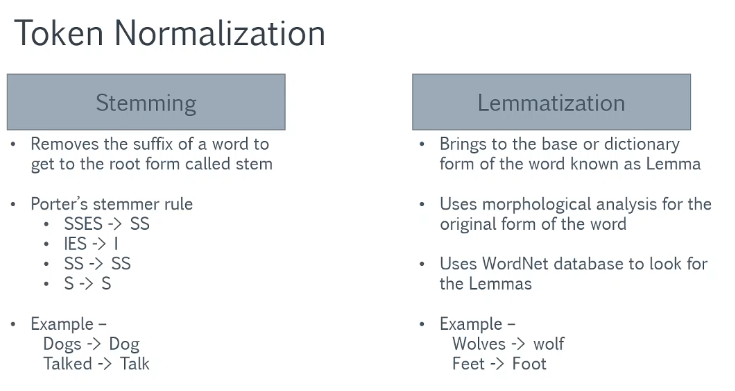 Token Normalization
Stemming
• Removes the suffix of a word to
get to the root form called stem
• Porter's stemmer rule
• SSES -> SS
• IES -> I
• SS -> SS
• S -> S
• Example –
Dogs -> Dog
Talked -> Talk
Lemmatization
• Brings to the base or dictionary
form of the word known as Lemma
• Uses morphological analysis for the
original form of the word
• Uses WordNet database to look for
the Lemmas
• Example –
Wolves -> wolf
Feet -> Foot